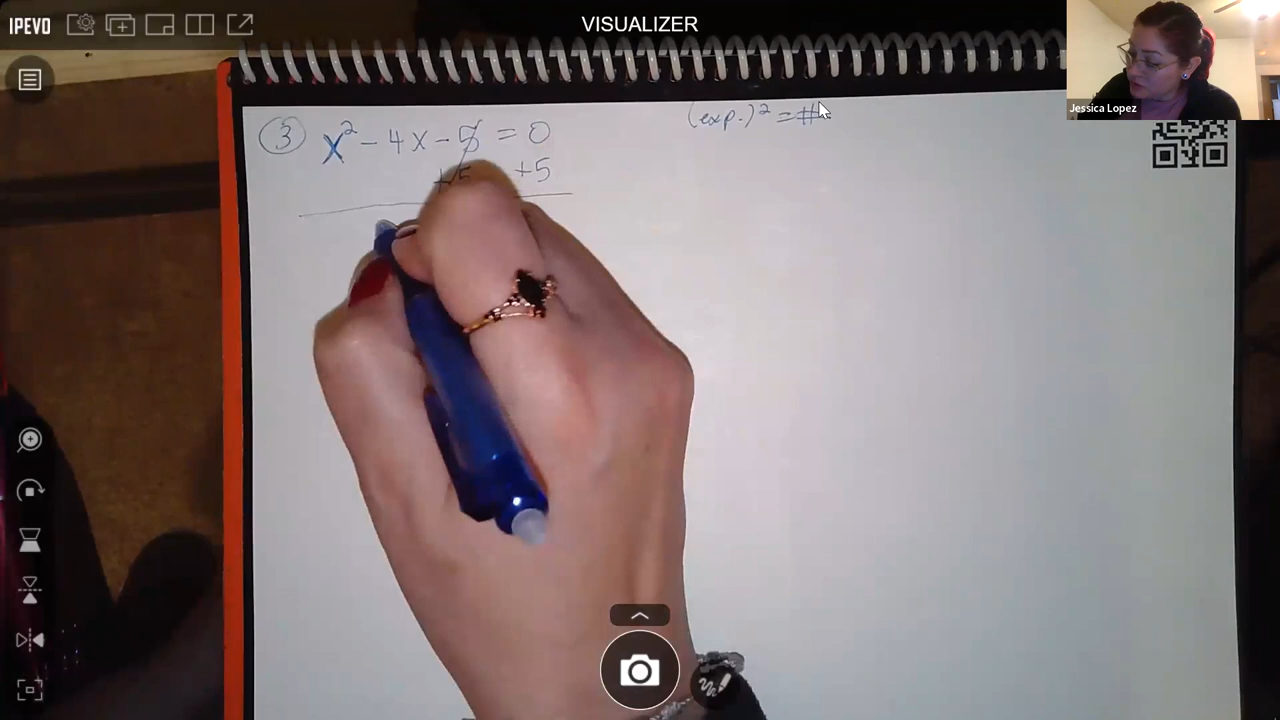 IPEVO
VISUALIZER
Jessica Lopez
(exp.)² = #
③ x² - 4x - 5 = 0
+5 +5